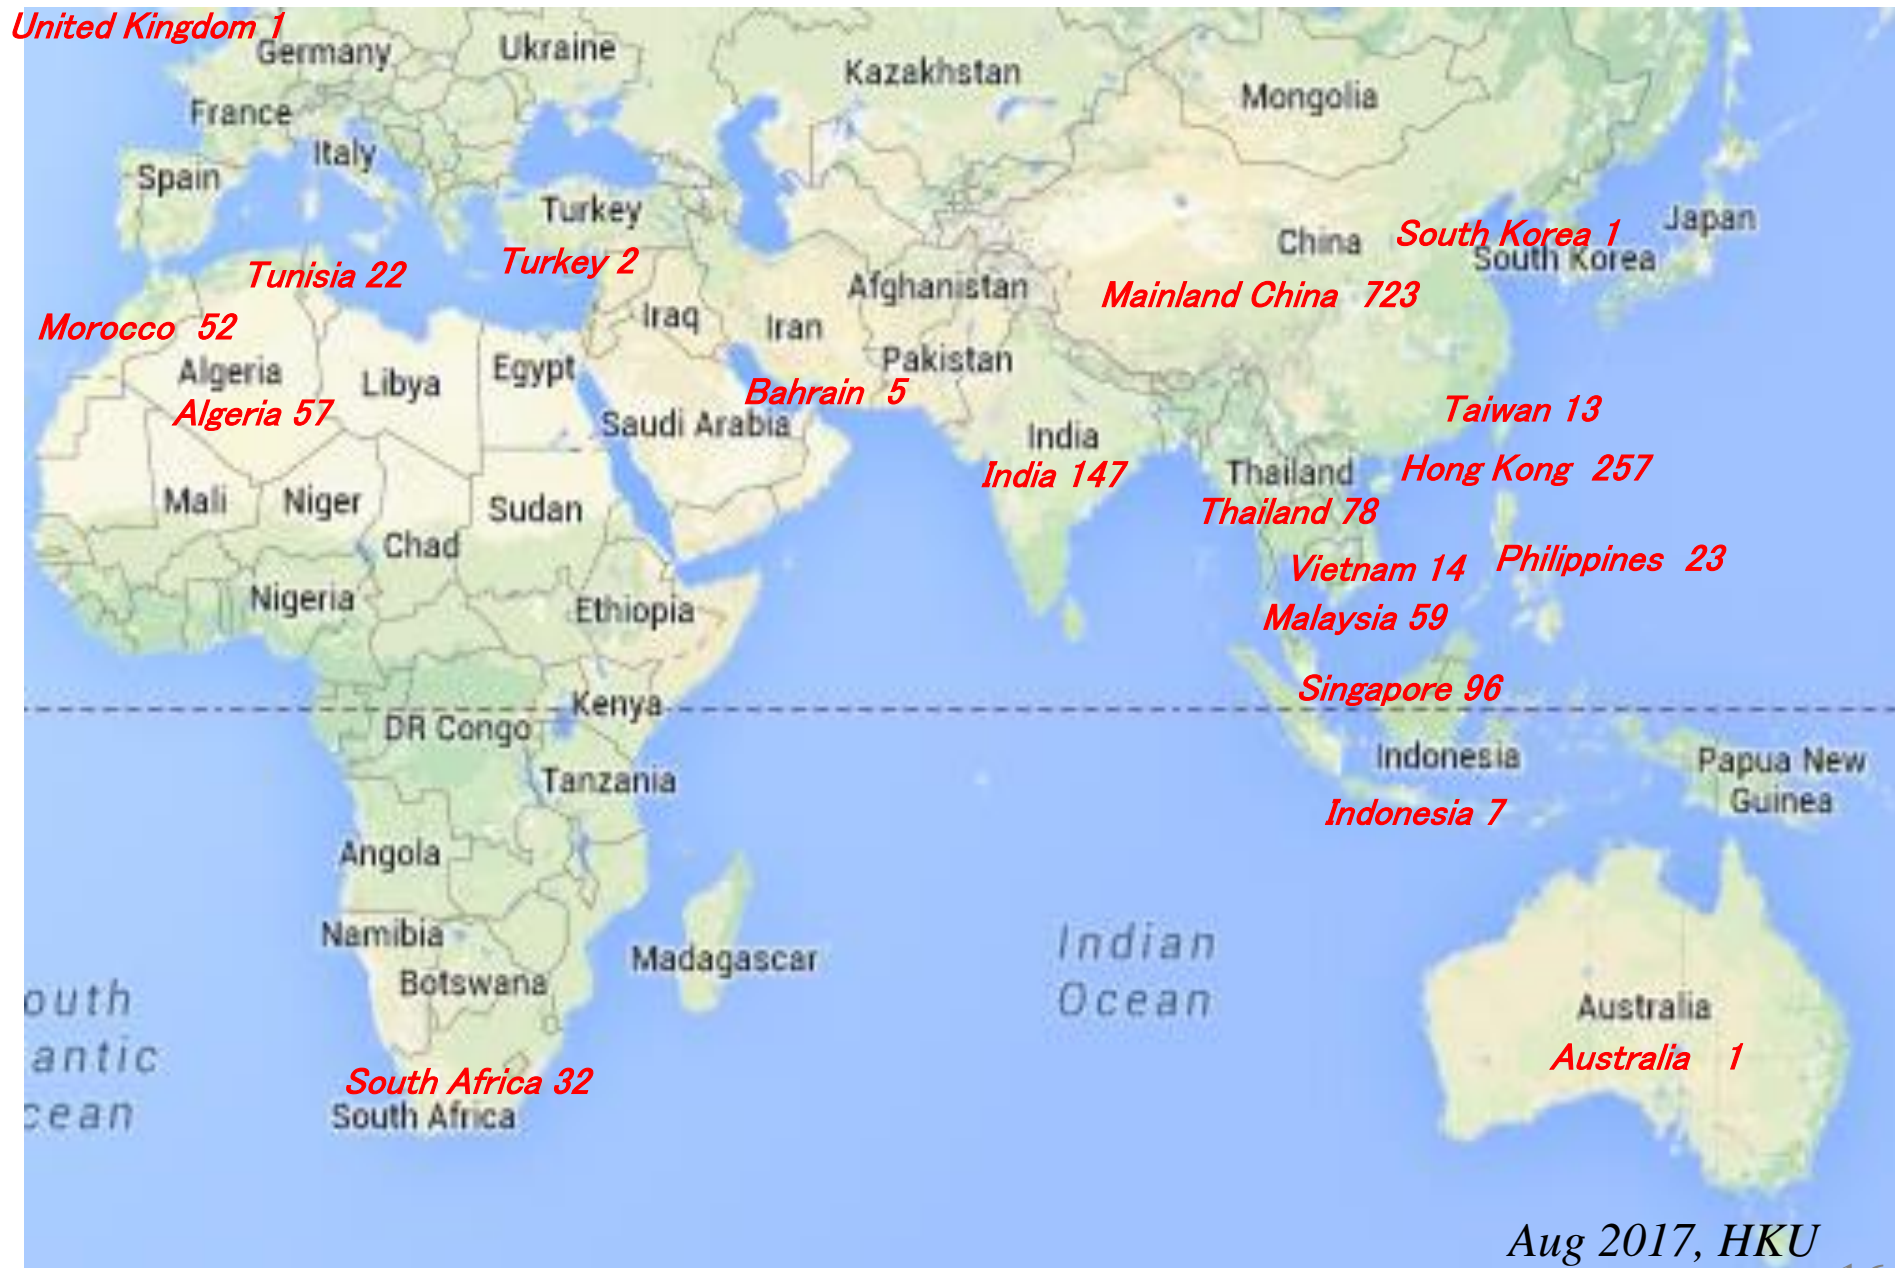 United Kingdom 1
Germany
Ukraine
Kazakhstan
Mongolia
France
Italy
Spain
Turkey
Japan
China
South Korea 1
South Korea
Turkey 2
Tunisia 22
Afghanistan
Mainland China 723
Morocco 52
Iraq
Iran
Pakistan
Algeria
Libya
Egypt
Bahrain 5
Algeria 57
Saudi Arabia
Taiwan 13
India
India 147
Thailand
Hong Kong 257
Mali
Niger
Sudan
Thailand 78
Chad
Vietnam 14
Philippines 23
Nigeria
Ethiopia
Malaysia 59
Singapore 96
Kenya
DR Congo
Indonesia
Papua New
Guinea
Tanzania
Indonesia 7
Angola
Namibia
Madagascar
Indian
Ocean
Botswana
outh
antic
cean
Australia
Australia 1
South Africa 32
South Africa
Aug 2017, HKU